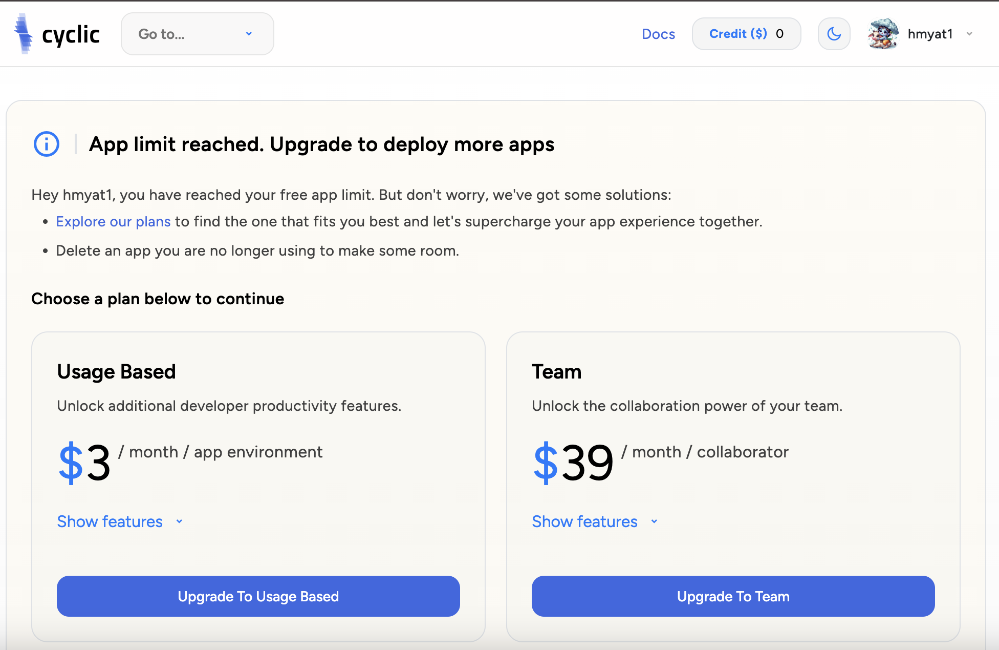 cyclic
Go to...
Docs
Credit ($) 0
hmyat1
App limit reached. Upgrade to deploy more apps
Hey hmyat1, you have reached your free app limit. But don't worry, we've got some solutions:
• Explore our plans to find the one that fits you best and let's supercharge your app experience together.
• Delete an app you are no longer using to make some room.
Choose a plan below to continue
Usage Based
Unlock additional developer productivity features.
$3 / month / app environment
Show features
Upgrade To Usage Based
Team
Unlock the collaboration power of your team.
$39 / month / collaborator
Show features
Upgrade To Team